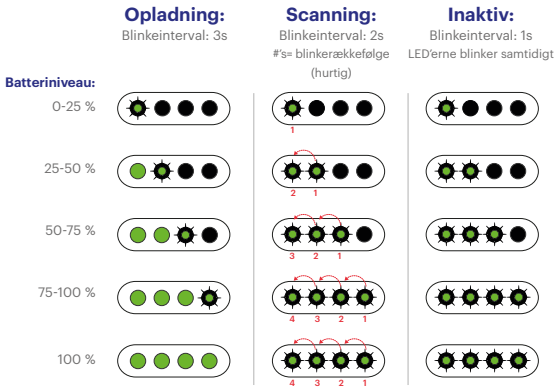 Opladning:
Blinkeinterval: 3s
Scanning:
Blinkeinterval: 2s
#'s= blinkerækkefølge
(hurtig)
Inaktiv:
Blinkeinterval: 1s
LED'erne blinker samtidigt
Batteriniveau:
0-25 %
1
25-50 %
2 1
50-75 %
3 2 1
75-100 %
4 3 2 1
100 %
4 3 2 1